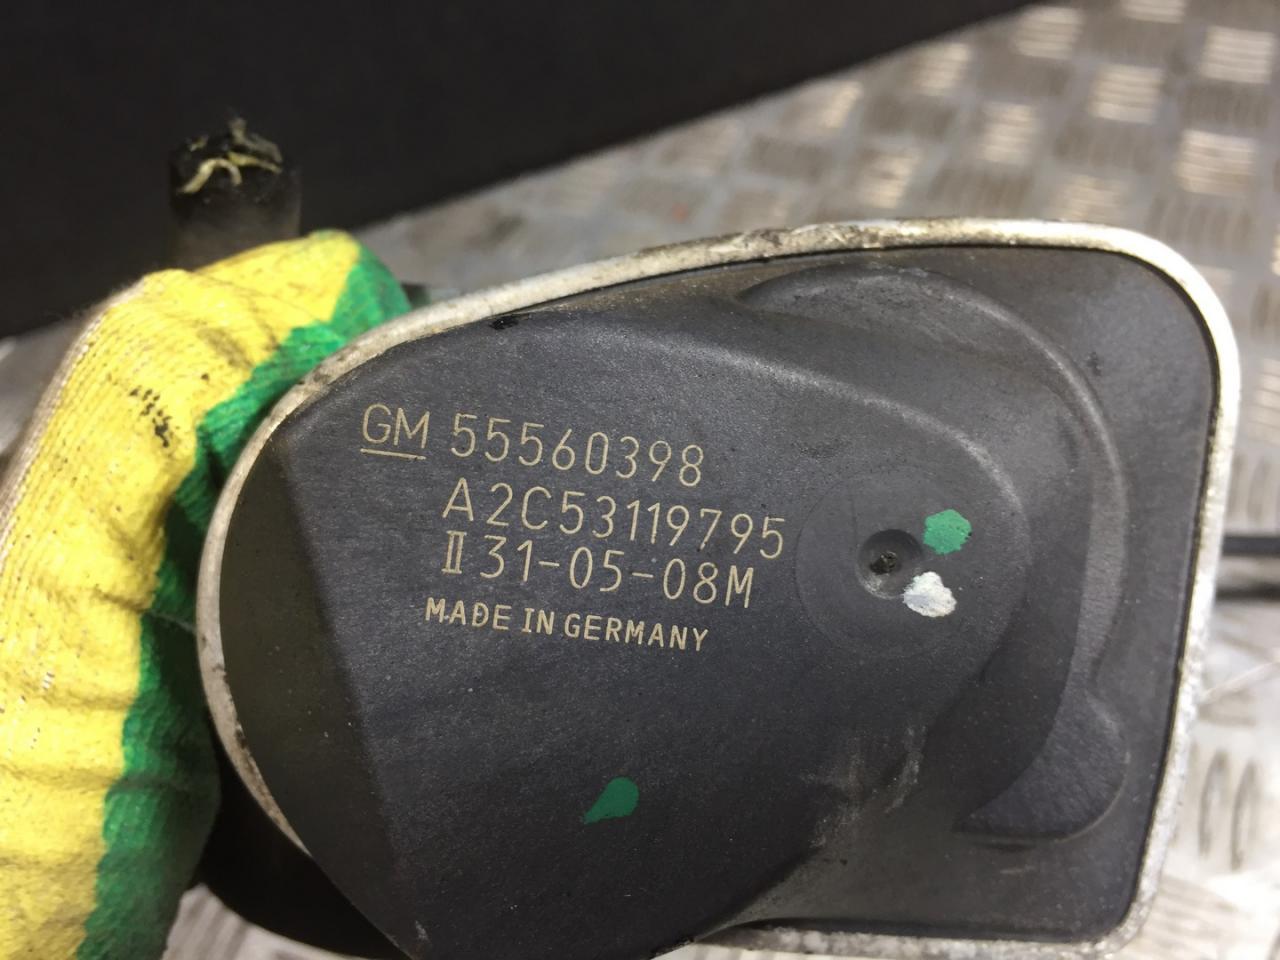 GM 55560398
A2C53119795
II 31-05-08M
MADE IN GERMANY